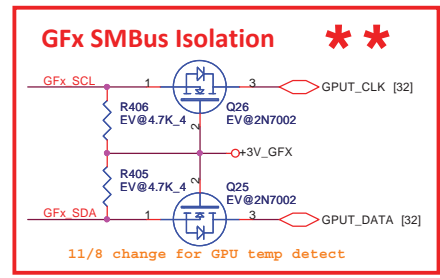 GFx SMBus Isolation * *
GFx_SCL 1 3 GPUT_CLK [32]
R406 Q26
EV@4.7K_4 EV@2N7002
2
+3V_GFX
R405 2 Q25
EV@4.7K_4 EV@2N7002
GFx_SDA 1 3 GPUT_DATA [32]
11/8 change for GPU temp detect